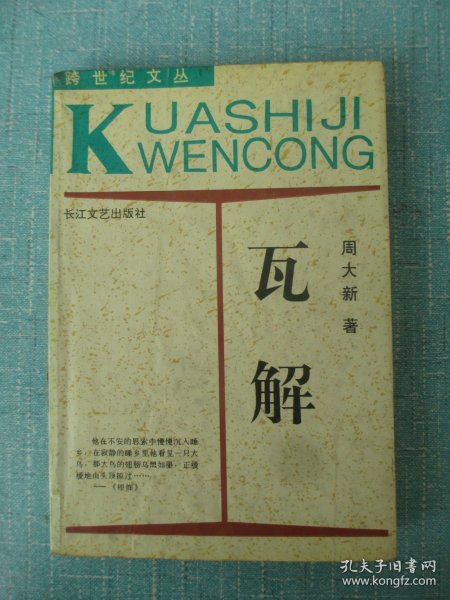 跨世纪文丛
KUASHIJI
WENCONG
长江文艺出版社
瓦解
周大新 著
他在不安的思索中慢慢沉入睡
乡,在寂静的睡乡里他看见一只大
鸟,那大鸟的翅膀乌黑如墨,正缓
缓地由头顶掠过……
——《银饰》
孔夫子旧书网
www.kongfz.com